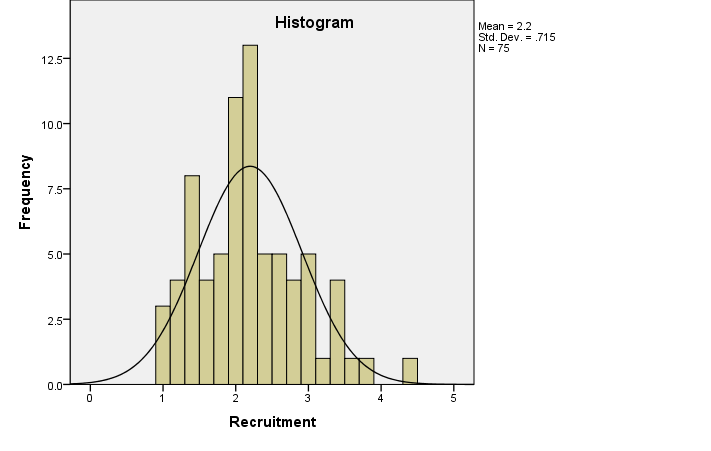 Histogram
Mean = 2.2
Std. Dev. = .715
N = 75
12.5
10.0
7.5
5.0
2.5
0.0
Frequency
0 1 2 3 4 5
Recruitment